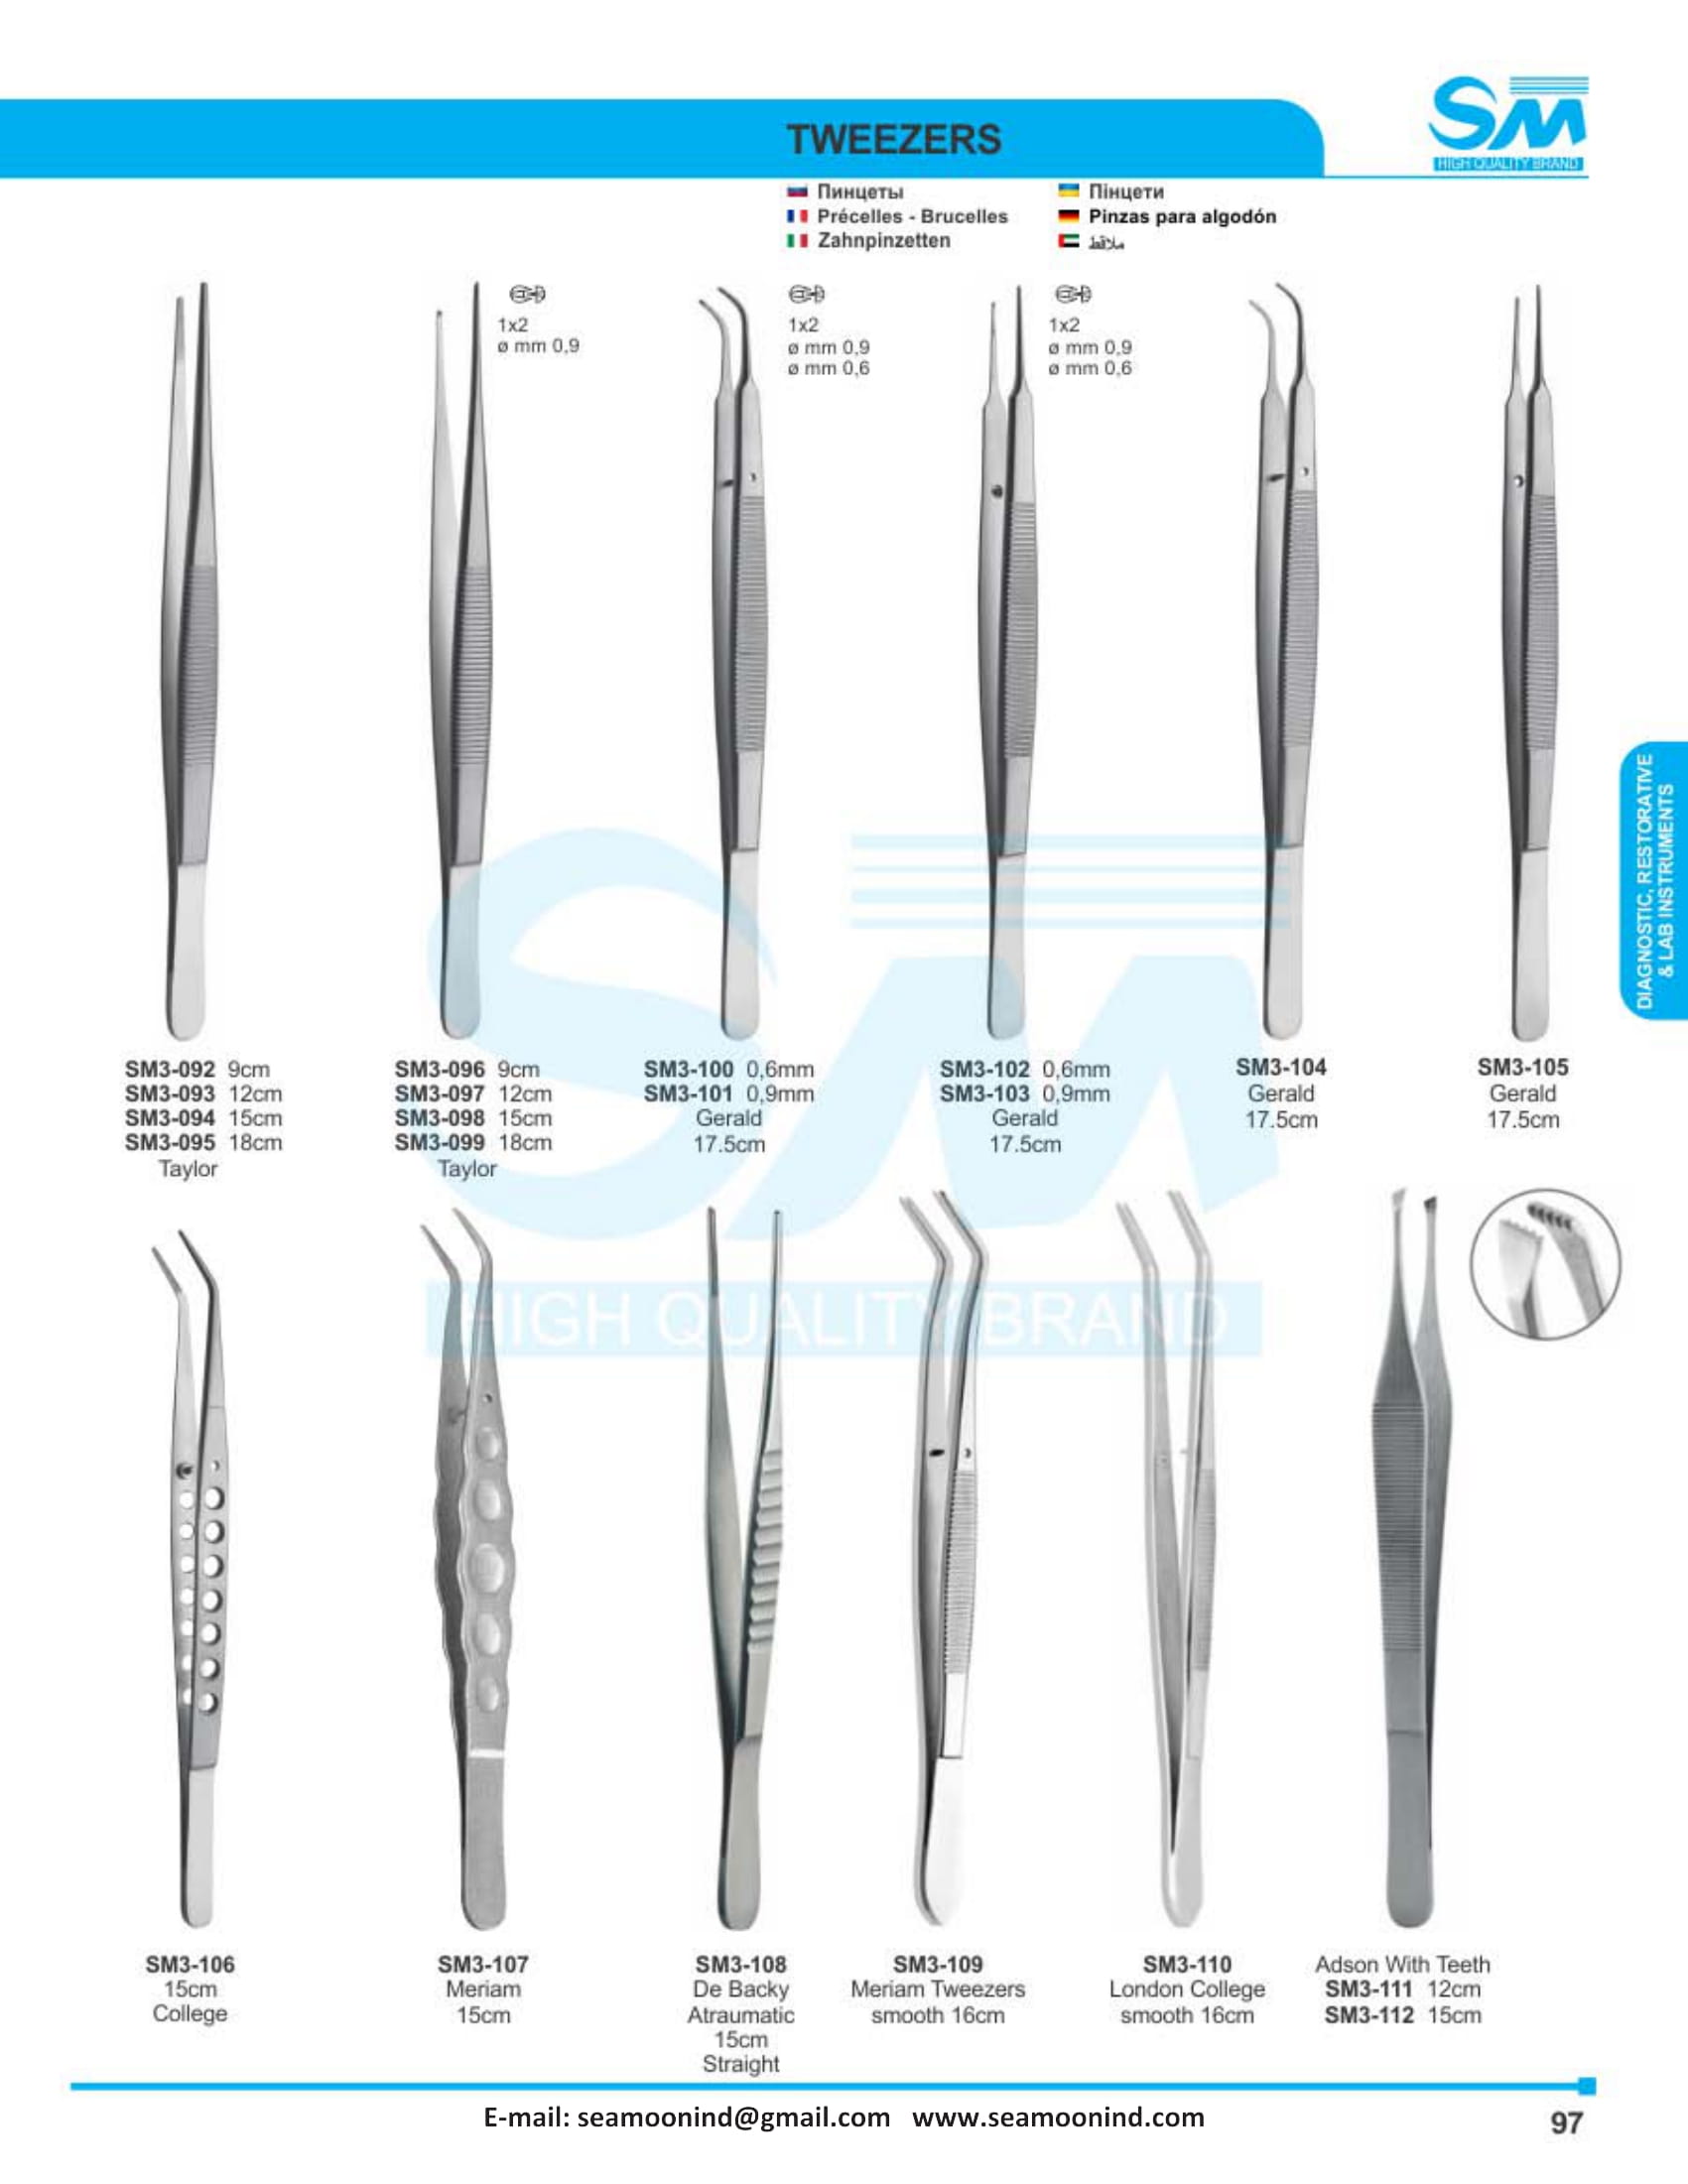 SM
HIGH QUALITY BRAND
TWEEZERS
Пинцеты
Précelles - Brucelles
Zahnpinzetten
Пінцети
Pinzas para algodón
ملاقط
1x2
ø mm 0,9
1x2
ø mm 0,9
ø mm 0,6
1x2
ø mm 0,9
ø mm 0,6
DIAGNOSTIC, RESTORATIVE
& LAB INSTRUMENTS
SM3-092 9cm
SM3-093 12cm
SM3-094 15cm
SM3-095 18cm
Taylor
SM3-096 9cm
SM3-097 12cm
SM3-098 15cm
SM3-099 18cm
Taylor
SM3-100 0,6mm
SM3-101 0,9mm
Gerald
17.5cm
SM3-102 0,6mm
SM3-103 0,9mm
Gerald
17.5cm
SM3-104
Gerald
17.5cm
SM3-105
Gerald
17.5cm
SM
HIGH QUALITY BRAND
SM3-106
15cm
College
SM3-107
Meriam
15cm
SM3-108
De Backy
Atraumatic
15cm
Straight
SM3-109
Meriam Tweezers
smooth 16cm
SM3-110
London College
smooth 16cm
Adson With Teeth
SM3-111 12cm
SM3-112 15cm
E-mail: seamoonind@gmail.com www.seamoonind.com
97